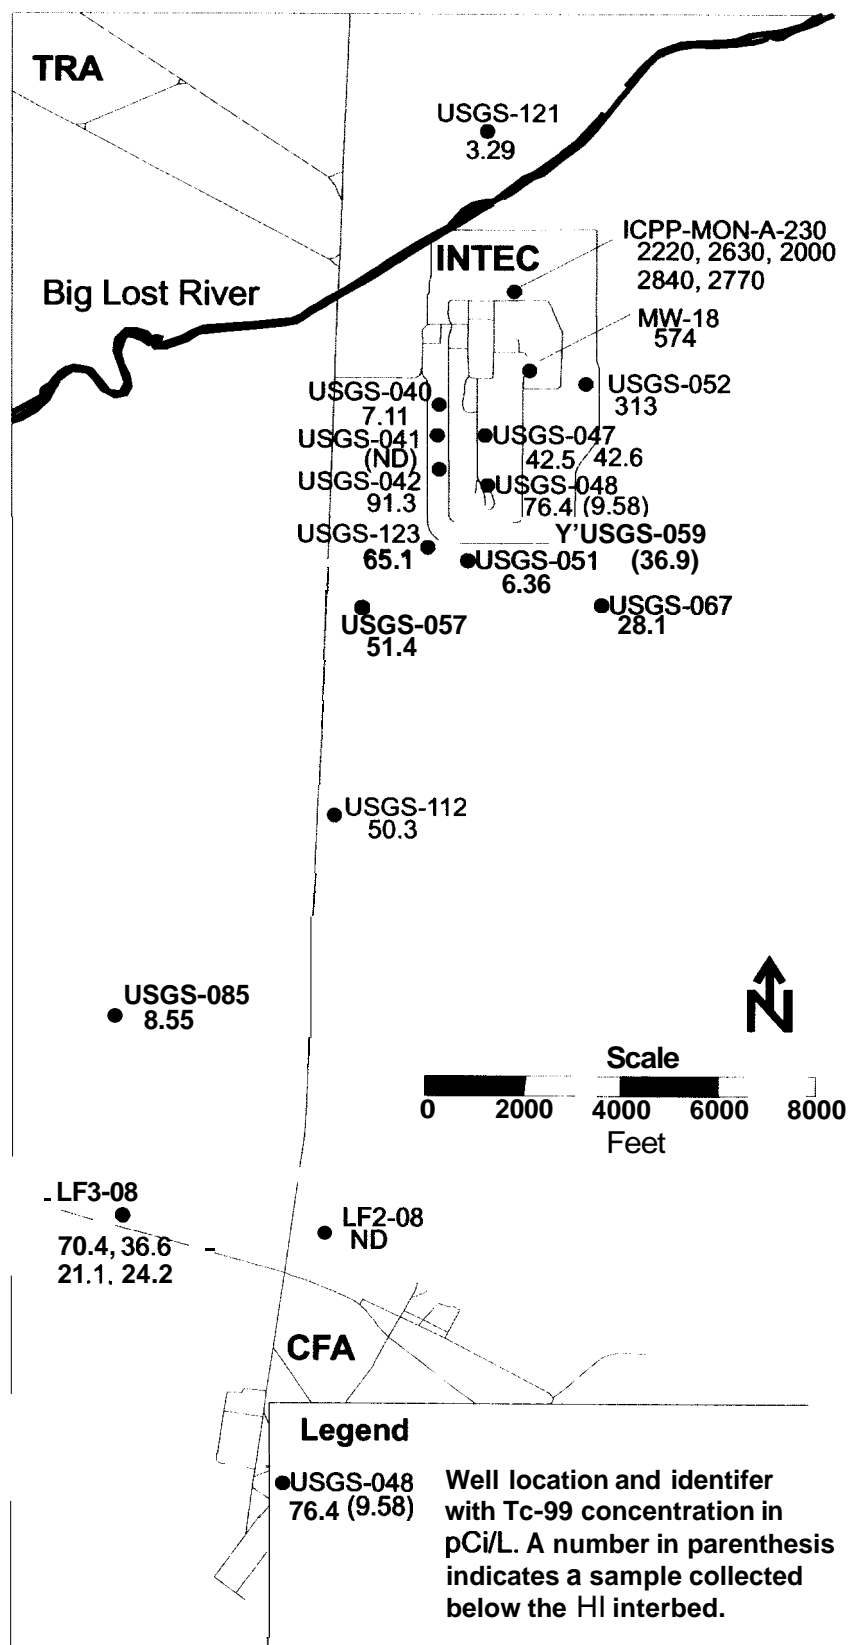 TRA
USGS-121
3.29
ICPP-MON-A-230
2220, 2630, 2000
2840, 2770
INTEC
Big Lost River
MW-18
574
USGS-052
313
USGS-040
7.11
USGS-041
(ND)
USGS-047
42.5 42.6
USGS-042
91.3
USGS-048
76.4 (9.58)
USGS-123
65.1
Y'USGS-059
(36.9)
USGS-051
6.36
USGS-067
28.1
USGS-057
51.4
USGS-112
50.3
N
USGS-085
8.55
Scale
0 2000 4000 6000 8000
Feet
LF3-08
70.4, 36.6
21.1, 24.2
LF2-08
ND
CFA
Legend
USGS-048
76.4 (9.58)
Well location and identifer
with Tc-99 concentration in
pCi/L. A number in parenthesis
indicates a sample collected
below the HI interbed.